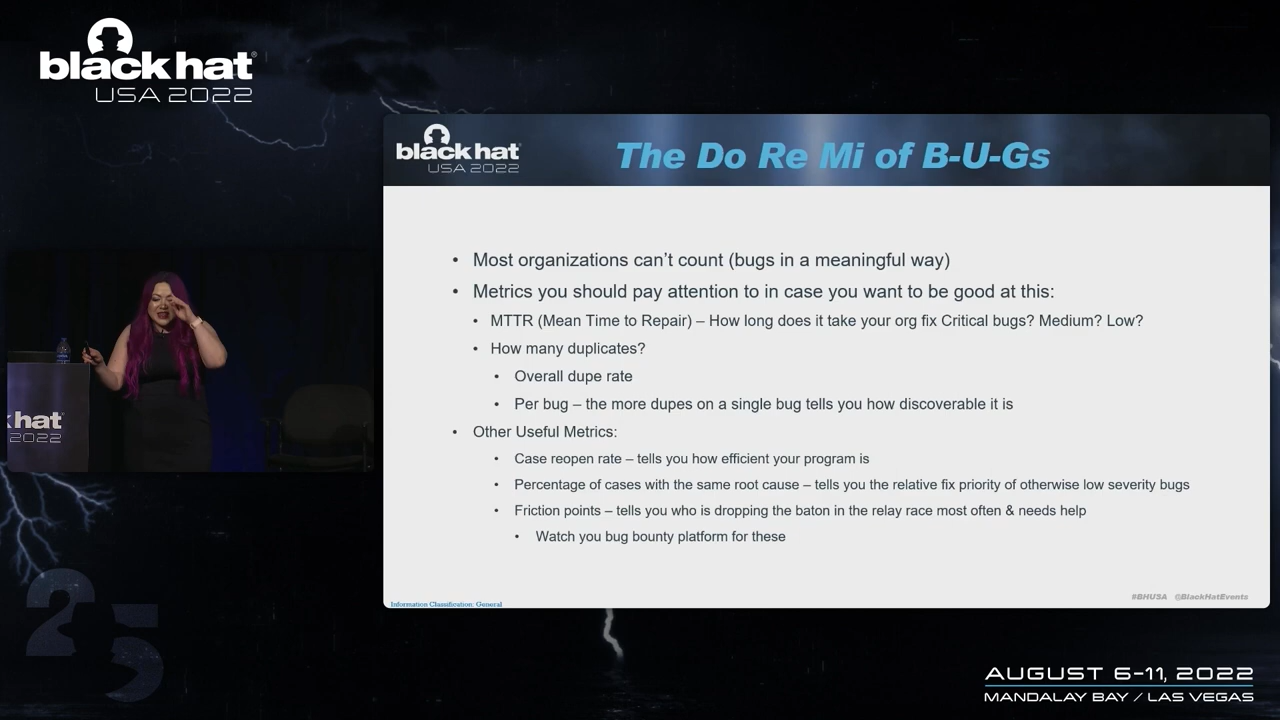 black hat®
USA 2022
black hat®
USA 2022
The Do Re Mi of B-U-Gs
• Most organizations can’t count (bugs in a meaningful way)
• Metrics you should pay attention to in case you want to be good at this:
• MTTR (Mean Time to Repair) – How long does it take your org fix Critical bugs? Medium? Low?
• How many duplicates?
• Overall dupe rate
• Per bug – the more dupes on a single bug tells you how discoverable it is
• Other Useful Metrics:
• Case reopen rate – tells you how efficient your program is
• Percentage of cases with the same root cause – tells you the relative fix priority of otherwise low severity bugs
• Friction points – tells you who is dropping the baton in the relay race most often & needs help
• Watch you bug bounty platform for these
Information Classification: General
#BHUSA @BlackHatEvents
k hat
2022
25
AUGUST 6-11, 2022
MANDALAY BAY / LAS VEGAS